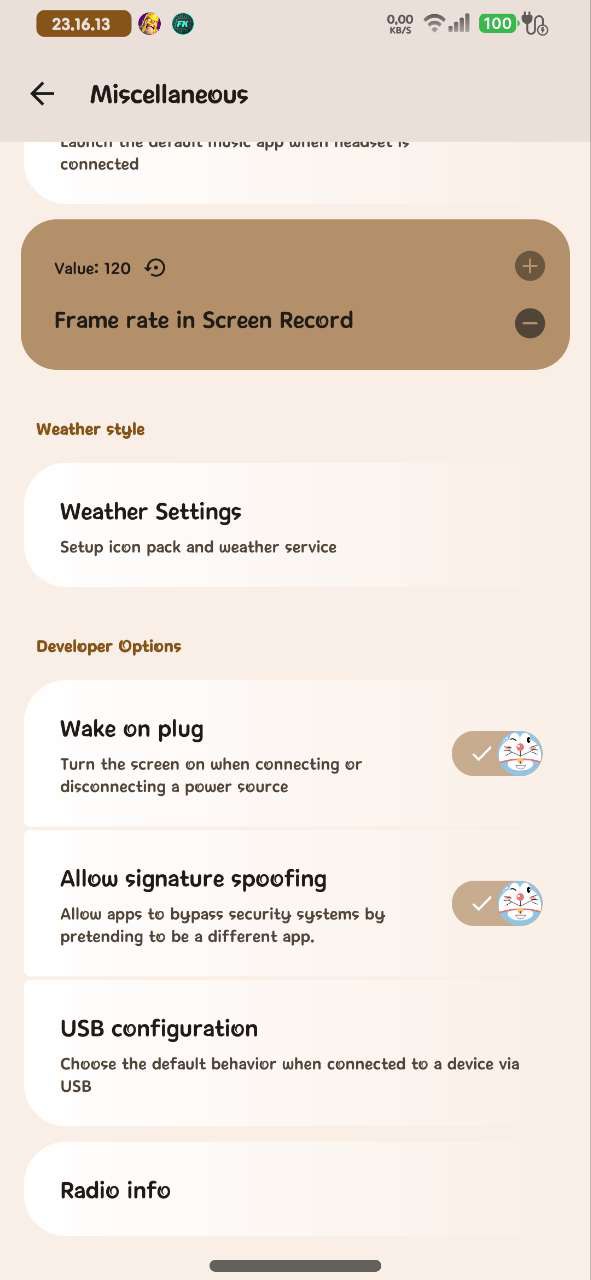 23.16.13
FK
0,00
KB/S
100
Miscellaneous
Launch the default music app when headset is
connected
Value: 120
Frame rate in Screen Record
Weather style
Weather Settings
Setup icon pack and weather service
Developer Options
Wake on plug
Turn the screen on when connecting or
disconnecting a power source
Allow signature spoofing
Allow apps to bypass security systems by
pretending to be a different app.
USB configuration
Choose the default behavior when connected to a device via
USB
Radio info